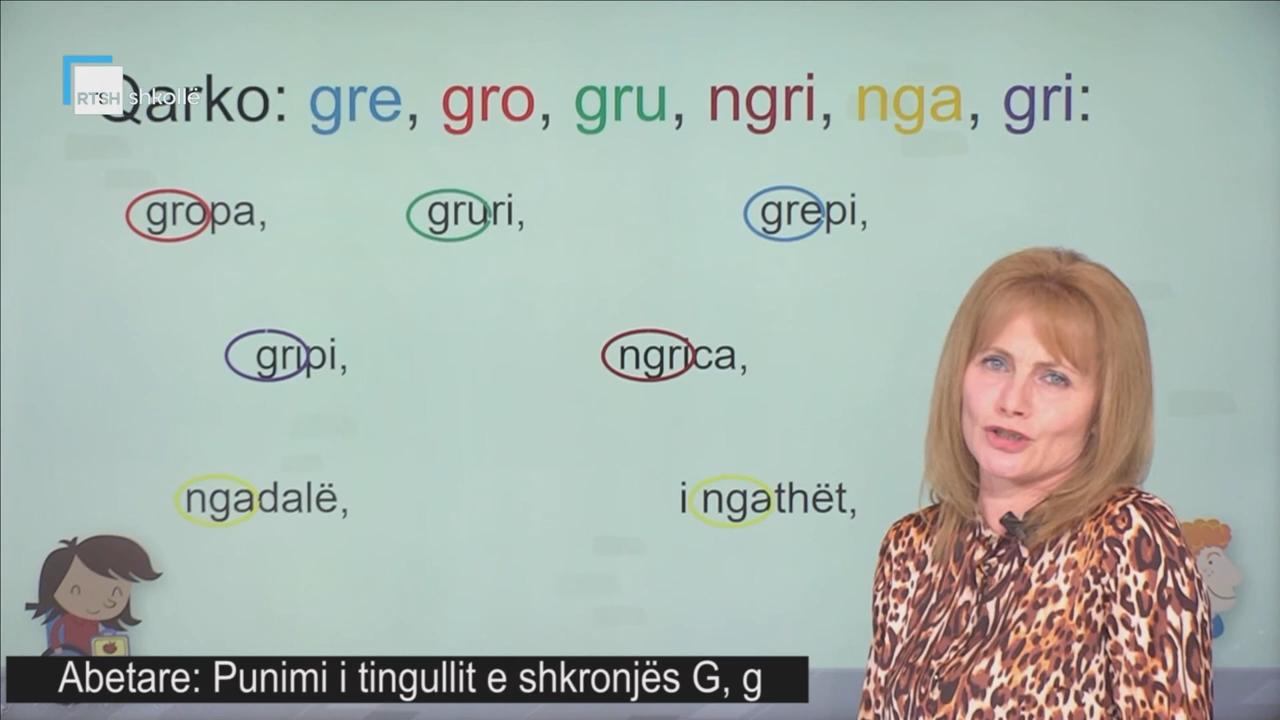 RTSH shkollë
Qarko: gre, gro, gru, ngri, nga, gri:
gropa, gruri, grepi,
gripi, ngrica,
ngadalë, i ngathët,
Abetare: Punimi i tingullit e shkronjës G, g